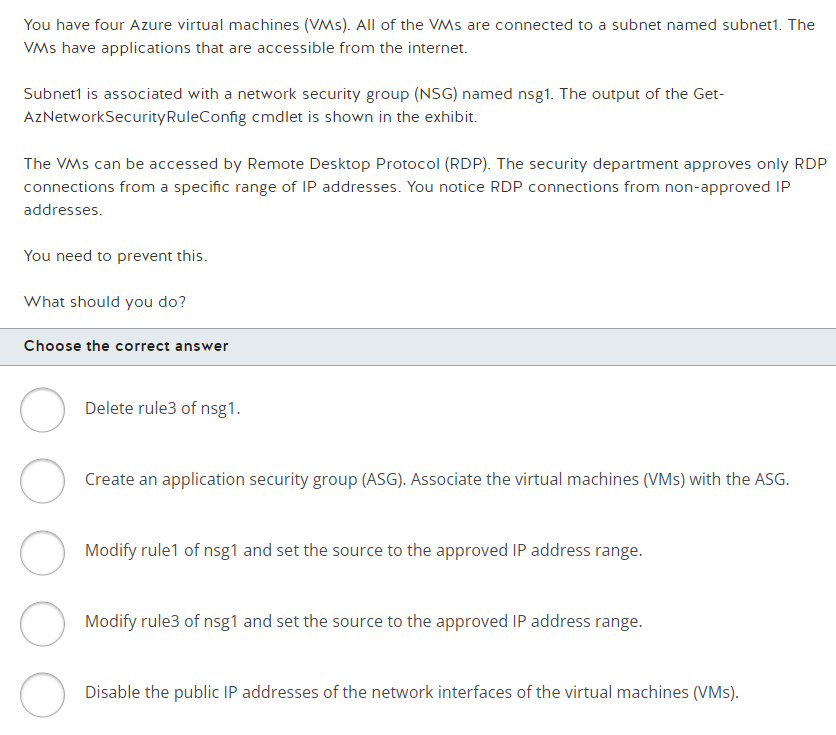 You have four Azure virtual machines (VMs). All of the VMs are connected to a subnet named subnet1. The
VMs have applications that are accessible from the internet.
Subnet1 is associated with a network security group (NSG) named nsg1. The output of the Get-
AzNetworkSecurityRuleConfig cmdlet is shown in the exhibit.
The VMs can be accessed by Remote Desktop Protocol (RDP). The security department approves only RDP
connections from a specific range of IP addresses. You notice RDP connections from non-approved IP
addresses.
You need to prevent this.
What should you do?
Choose the correct answer
Delete rule3 of nsg1.
Create an application security group (ASG). Associate the virtual machines (VMs) with the ASG.
Modify rule1 of nsg1 and set the source to the approved IP address range.
Modify rule3 of nsg1 and set the source to the approved IP address range.
Disable the public IP addresses of the network interfaces of the virtual machines (VMs).